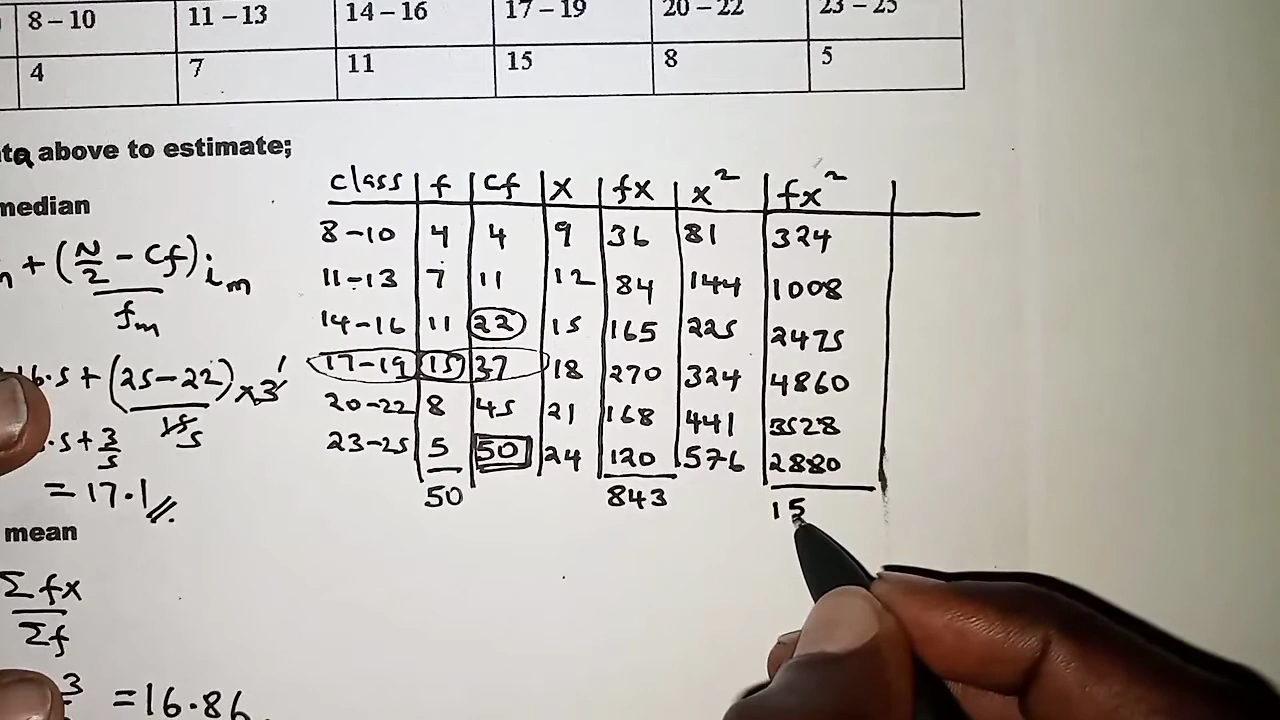 8 – 10 11 – 13 14 – 16 17 – 19 20 – 22 23 – 25
4 7 11 15 8 5
above to estimate;
median
+ (N/2 - Cf) i_m
f_m
16.5 + (25-22) ×3
15 5
.5 + 3/5
= 17.1
mean
Σfx
Σf
3 = 16.86
class f cf x fx x² fx²
8-10 4 4 9 36 81 324
11-13 7 11 12 84 144 1008
14-16 11 22 15 165 225 2475
17-19 15 37 18 270 324 4860
20-22 8 45 21 168 441 3528
23-25 5 50 24 120 576 2880
50 843 15